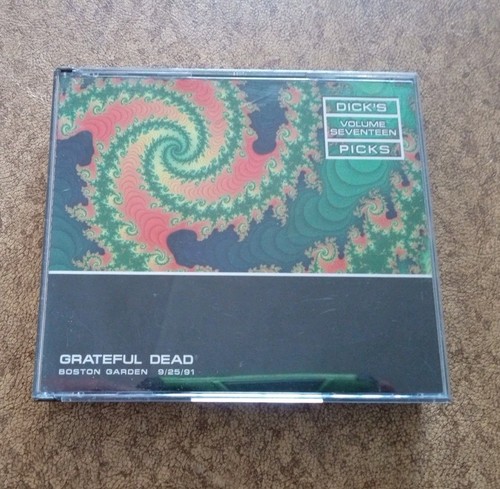 DICK'S
VOLUME
SEVENTEEN
PICKS
GRATEFUL DEAD
BOSTON GARDEN 9/25/91